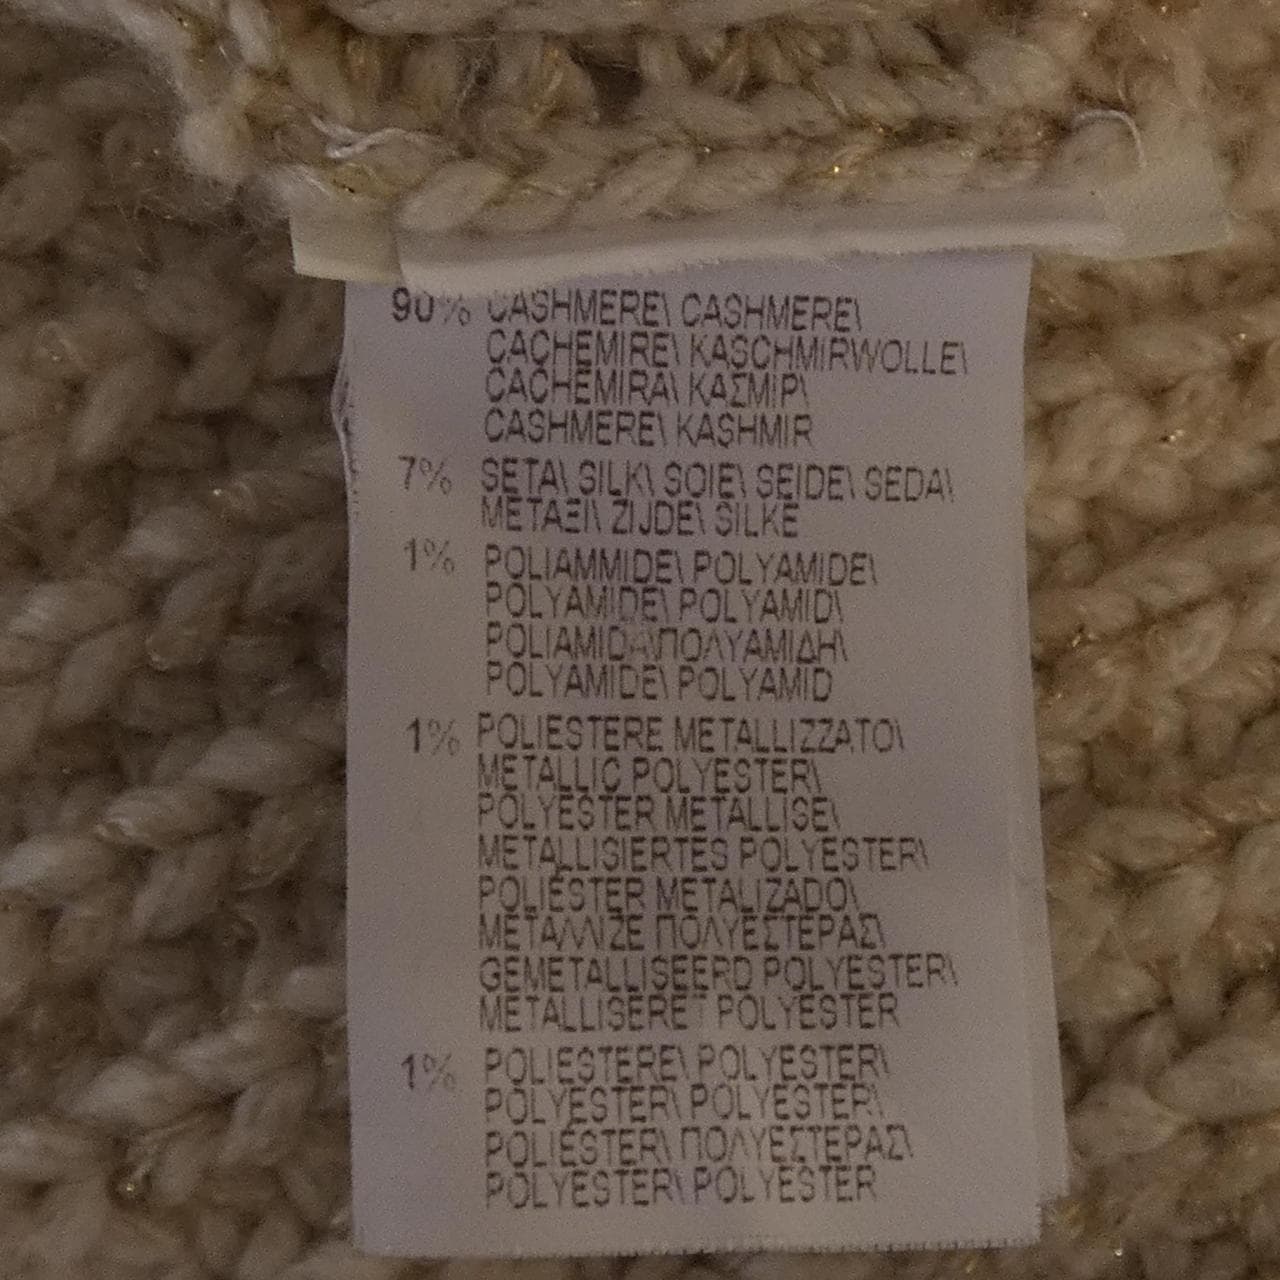 90% CASHMERE\ CASHMERE\
CACHEMIRE\ KASCHMIRWOLLE\
CACHEMIRA\ ΚΑΣΜΙΡ\
CASHMERE\ KASHMIR
7% SETA\ SILK\ SOIE\ SEIDE\ SEDA\
ΜΕΤΑΞΙ\ ZIJDE\ SILKE
1% POLIAMMIDE\ POLYAMIDE\
POLYAMIDE\ POLYAMID\
POLIAMIDA\ΠΟΛΥΑΜΙΔΗ\
POLYAMIDE\ POLYAMID
1% POLIESTERE METALLIZZATO\
METALLIC POLYESTER\
POLYESTER METALLISE\
METALLISIERTES POLYESTER\
POLIÉSTER METALIZADO\
ΜΕΤΑΛΛΙΖΕ ΠΟΛΥΕΣΤΕΡΑΣ\
GEMETALLISEERD POLYESTER\
METALLISERET POLYESTER
1% POLIESTERE\ POLYESTER\
POLYESTER\ POLYESTER\
POLIÉSTER\ ΠΟΛΥΕΣΤΕΡΑΣ\
POLYESTER\ POLYESTER